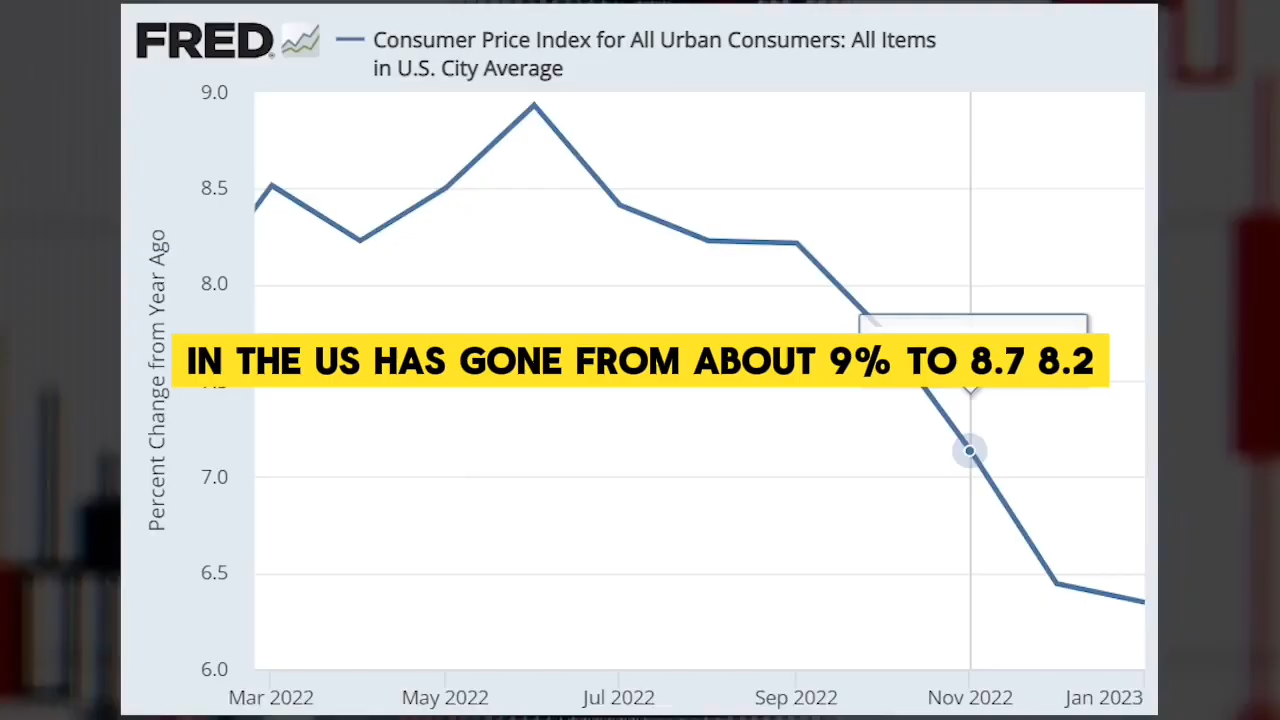 FRED
Consumer Price Index for All Urban Consumers: All Items
in U.S. City Average
Percent Change from Year Ago
9.0
8.5
8.0
IN THE US HAS GONE FROM ABOUT 9% TO 8.7 8.2
7.0
6.5
6.0
Mar 2022 May 2022 Jul 2022 Sep 2022 Nov 2022 Jan 2023